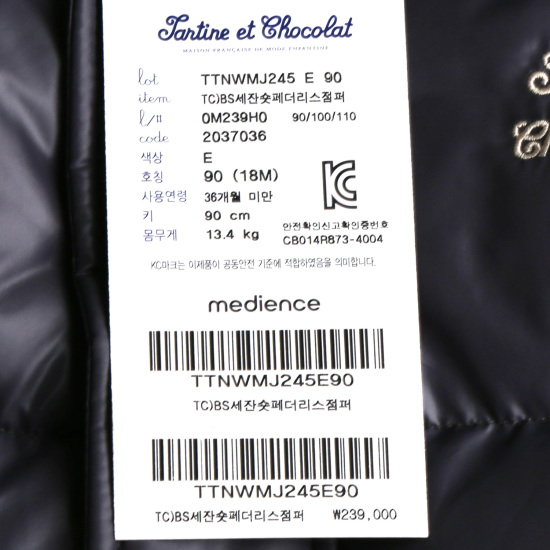 Tartine et Chocolat
MAISON FRANÇAISE DE MODE ENFANTINE
lot TTNWMJ245 E 90
item TC)BS세잔숏페더리스점퍼
l/# 0M239H0 90/100/110
code 2037036
색상 E
호칭 90 (18M)
사용연령 36개월 미만
키 90 cm
몸무게 13.4 kg
안전확인신고확인증번호
CB014R873-4004
KC마크는 이제품이 공동안전 기준에 적합하였음을 의미합니다.
medience
TTNWMJ245E90
TC)BS세잔숏페더리스점퍼
TTNWMJ245E90
TC)BS세잔숏페더리스점퍼 ₩239,000